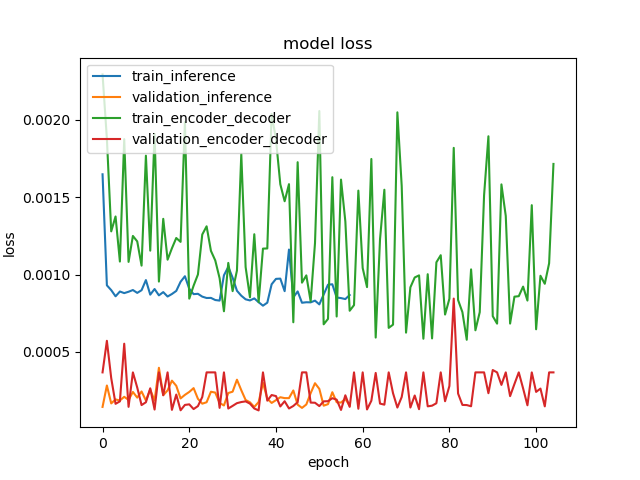 model loss
train_inference
validation_inference
train_encoder_decoder
validation_encoder_decoder
0.0020
0.0015
0.0010
0.0005
loss
0 20 40 60 80 100
epoch